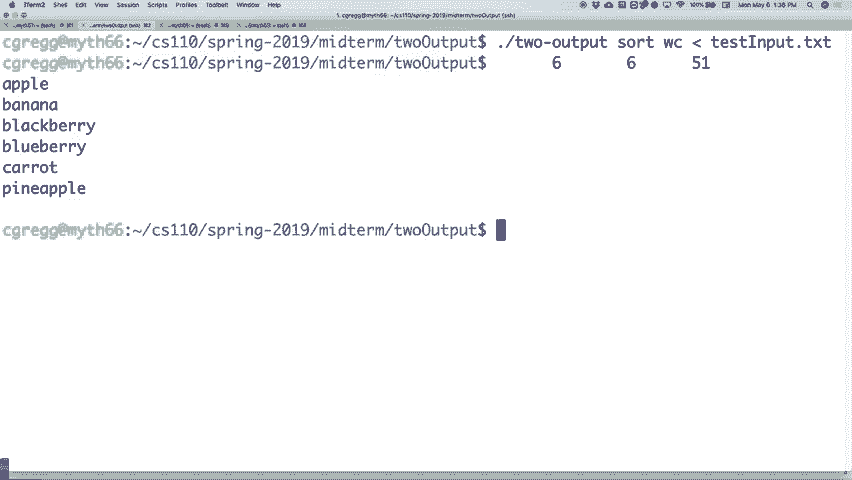 iTerm2 Shell Edit View Session Scripts Profiles Toolbelt Window Help 100% Mon May 6 1:36 PM
1. cgregg@myth66: ~/cs110/spring-2019/midterm/twoOutput (ssh)
cgregg@myth66:~/cs110/spring-2019/midterm/twoOutput$ ./two-output sort wc < testInput.txt
cgregg@myth66:~/cs110/spring-2019/midterm/twoOutput$ 6 6 51
apple
banana
blackberry
blueberry
carrot
pineapple
cgregg@myth66:~/cs110/spring-2019/midterm/twoOutput$